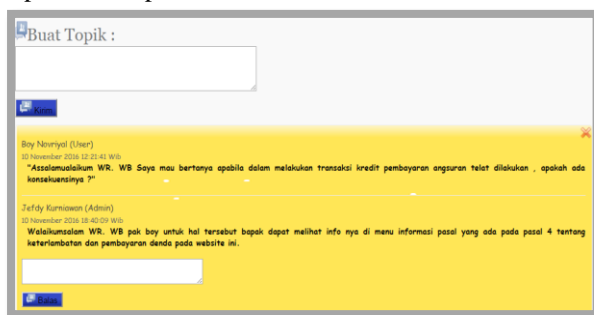 Buat Topik :
Kirim
Boy Novriyal (User)
10 November 2016 12:21:41 Wib
"Assalamualaikum WR. WB Saya mau bertanya apabila dalam melakukan transaksi kredit pembayaran angsuran telat dilakukan , apakah ada
konsekuensinya ?"
Jefdy Kurniawan (Admin)
10 November 2016 18:40:09 Wib
Walaikumsalam WR. WB pak boy untuk hal tersebut bapak dapat melihat info nya di menu informasi pasal yang ada pada pasal 4 tentang
keterlambatan dan pembayaran denda pada website ini.
Balas